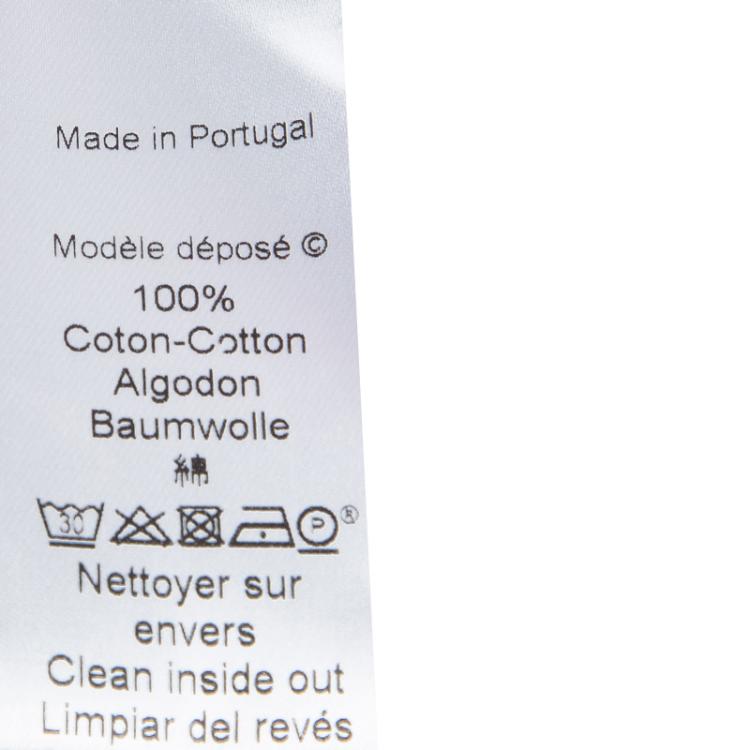 Made in Portugal
Modèle déposé ©
100%
Coton-Cotton
Algodon
Baumwolle
綿
30 P ®
Nettoyer sur
envers
Clean inside out
Limpiar del revés